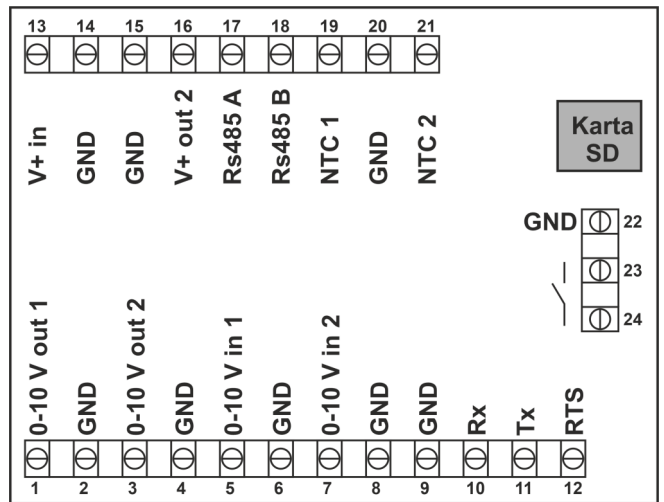 13 14 15 16 17 18 19 20 21
V+ in
GND
GND
V+ out 2
Rs485 A
Rs485 B
NTC 1
GND
NTC 2
Karta
SD
GND 22
23
24
0-10 V out 1
GND
0-10 V out 2
GND
0-10 V in 1
GND
0-10 V in 2
GND
GND
Rx
Tx
RTS
1 2 3 4 5 6 7 8 9 10 11 12